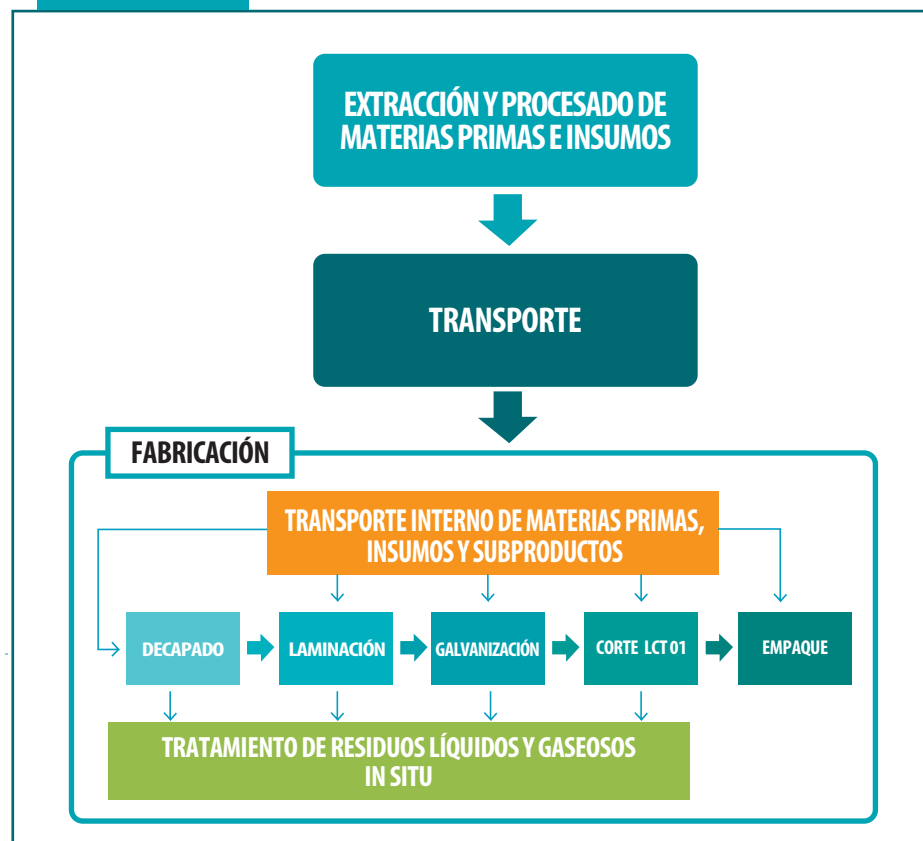 EXTRACCIÓN Y PROCESADO DE
MATERIAS PRIMAS E INSUMOS
TRANSPORTE
FABRICACIÓN
TRANSPORTE INTERNO DE MATERIAS PRIMAS,
INSUMOS Y SUBPRODUCTOS
DECAPADO
LAMINACIÓN
GALVANIZACIÓN
CORTE LCT 01
EMPAQUE
TRATAMIENTO DE RESIDUOS LÍQUIDOS Y GASEOSOS
IN SITU